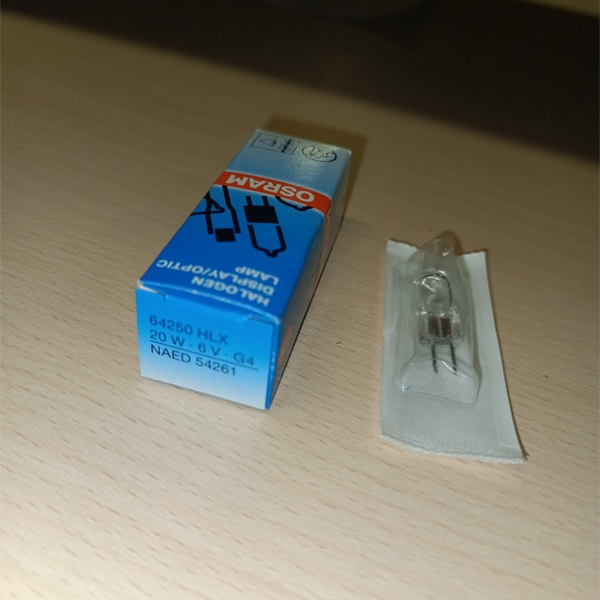 OSRAM
HALOGEN
DISPLAY/OPTIC
LAMP
64250 HLX
20 W · 6 V · G4
NAED 54261